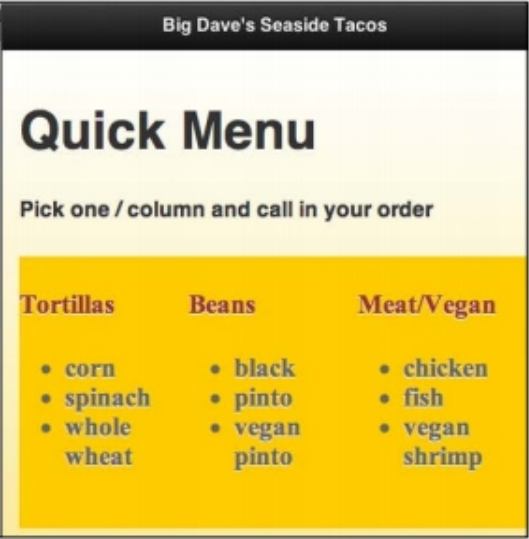 Big Dave's Seaside Tacos
Quick Menu
Pick one / column and call in your order
Tortillas
• corn
• spinach
• whole
wheat
Beans
• black
• pinto
• vegan
pinto
Meat/Vegan
• chicken
• fish
• vegan
shrimp